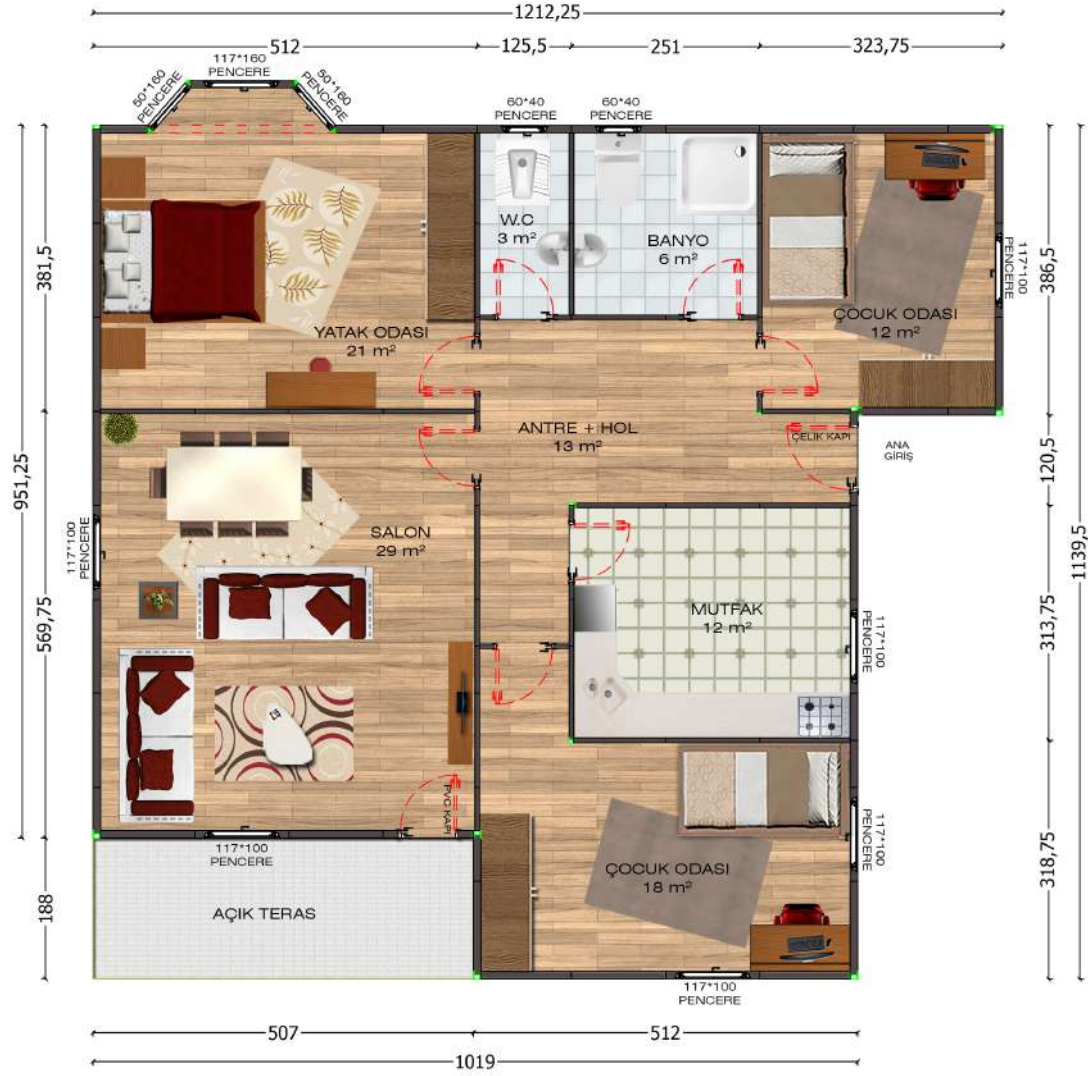 1212,25
512
125,5
251
323,75
117*160
PENCERE
50*160
PENCERE
50*160
PENCERE
60*40
PENCERE
60*40
PENCERE
W.C
3 m²
BANYO
6 m²
381,5
386,5
117*100
PENCERE
ÇOCUK ODASI
12 m²
YATAK ODASI
21 m²
ANTRE + HOL
13 m²
ÇELİK KAPI
ANA
GİRİŞ
120,5
951,25
1139,5
SALON
29 m²
117*100
PENCERE
MUTFAK
12 m²
117*100
PENCERE
569,75
313,75
PVC KAPI
117*100
PENCERE
117*100
PENCERE
ÇOCUK ODASI
18 m²
318,75
188
AÇIK TERAS
117*100
PENCERE
507
512
1019